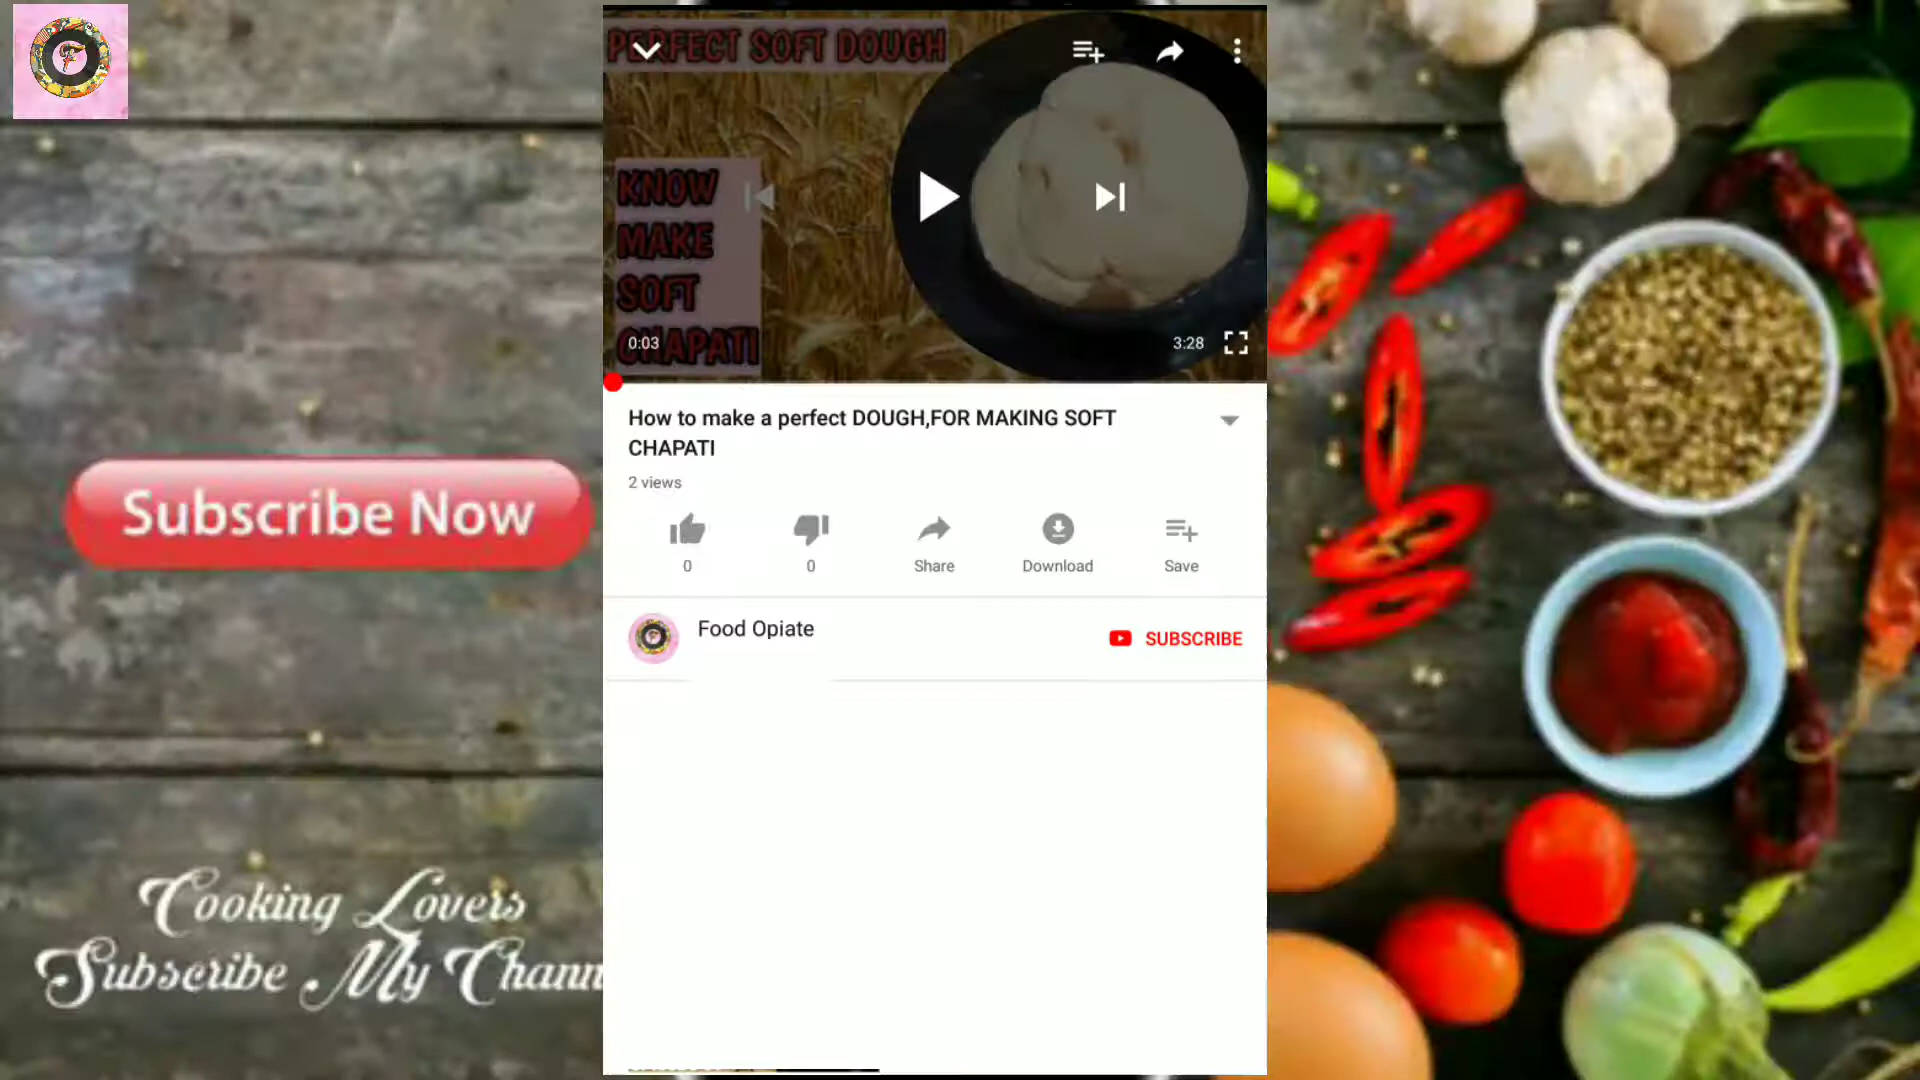 PERFECT SOFT DOUGH
KNOW
MAKE
SOFT
CHAPATI
0:03
3:28
How to make a perfect DOUGH,FOR MAKING SOFT
CHAPATI
2 views
0
0
Share
Download
Save
Food Opiate
SUBSCRIBE
Subscribe Now
Cooking Lovers
Subscribe My Chann